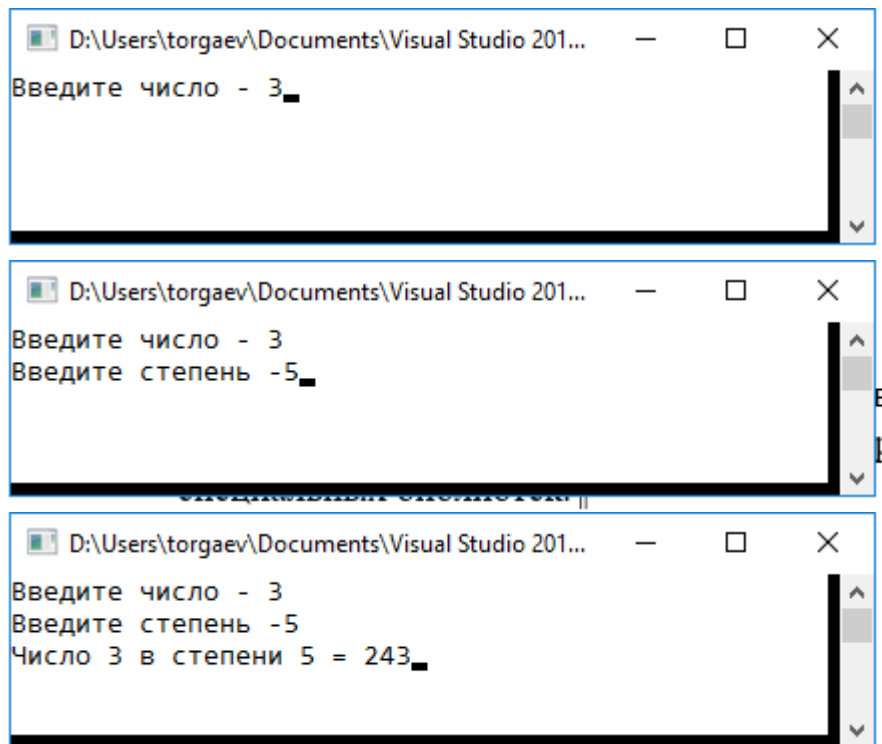 D:\Users\torgaev\Documents\Visual Studio 201...
Введите число - 3
D:\Users\torgaev\Documents\Visual Studio 201...
Введите число - 3
Введите степень -5
D:\Users\torgaev\Documents\Visual Studio 201...
Введите число - 3
Введите степень -5
Число 3 в степени 5 = 243